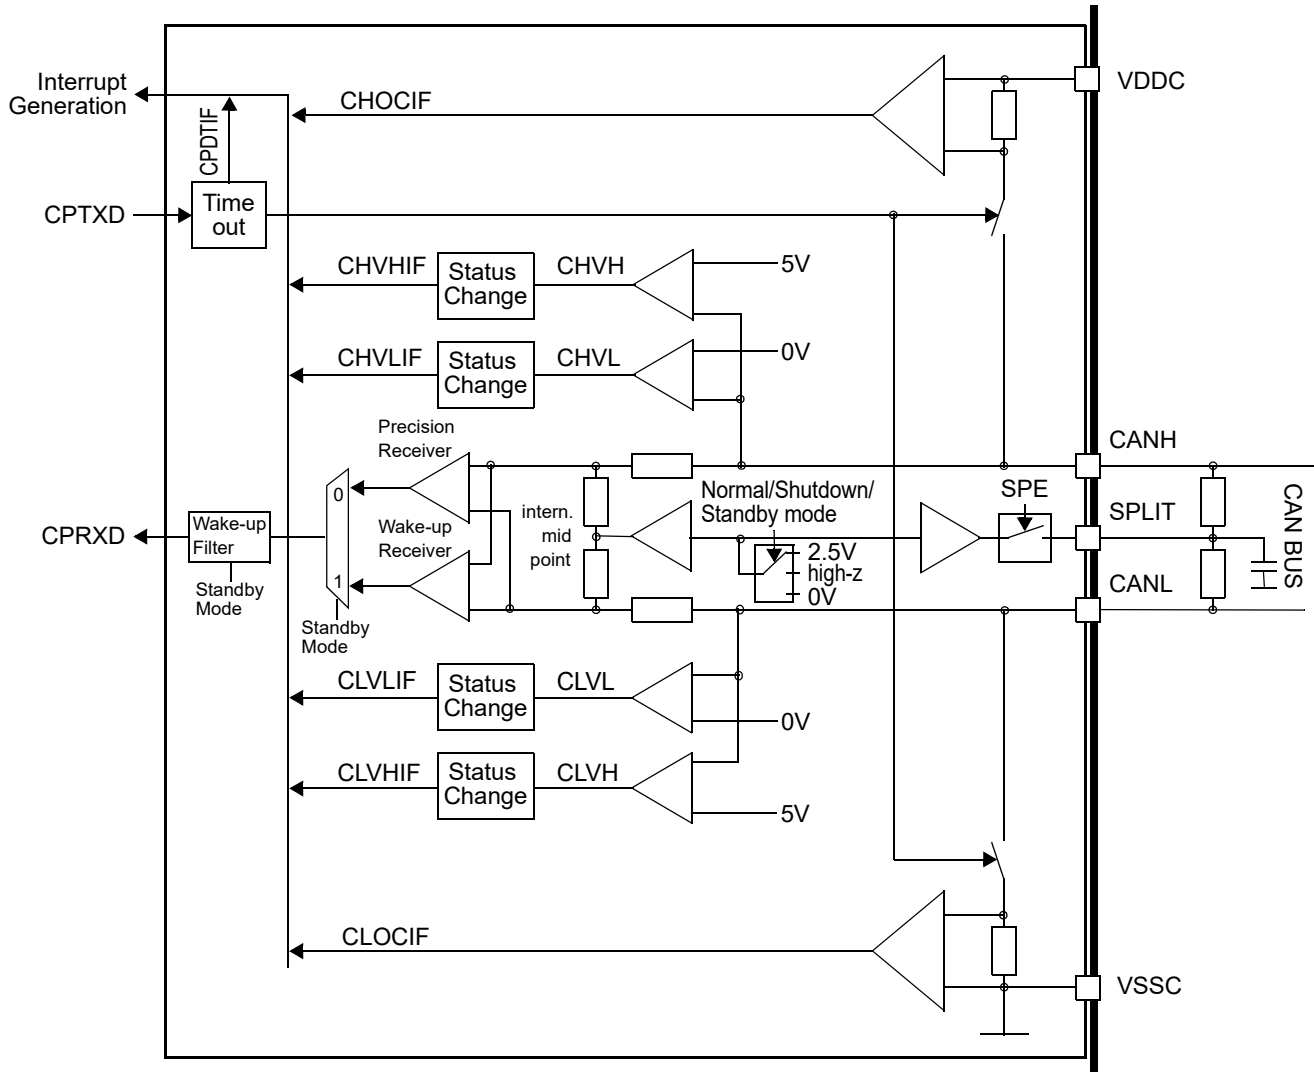 Interrupt
Generation
CHOCIF
VDDC
CPDTIF
CPTXD
Time
out
CHVHIF
Status
Change
CHVH
5V
CHVLIF
Status
Change
CHVL
0V
Precision
Receiver
CANH
0
Normal/Shutdown/
Standby mode
SPE
intern.
mid
point
SPLIT
CAN BUS
CPRXD
Wake-up
Filter
Wake-up
Receiver
2.5V
high-z
0V
1
CANL
Standby
Mode
Standby
Mode
CLVLIF
Status
Change
CLVL
0V
CLVHIF
Status
Change
CLVH
5V
CLOCIF
VSSC